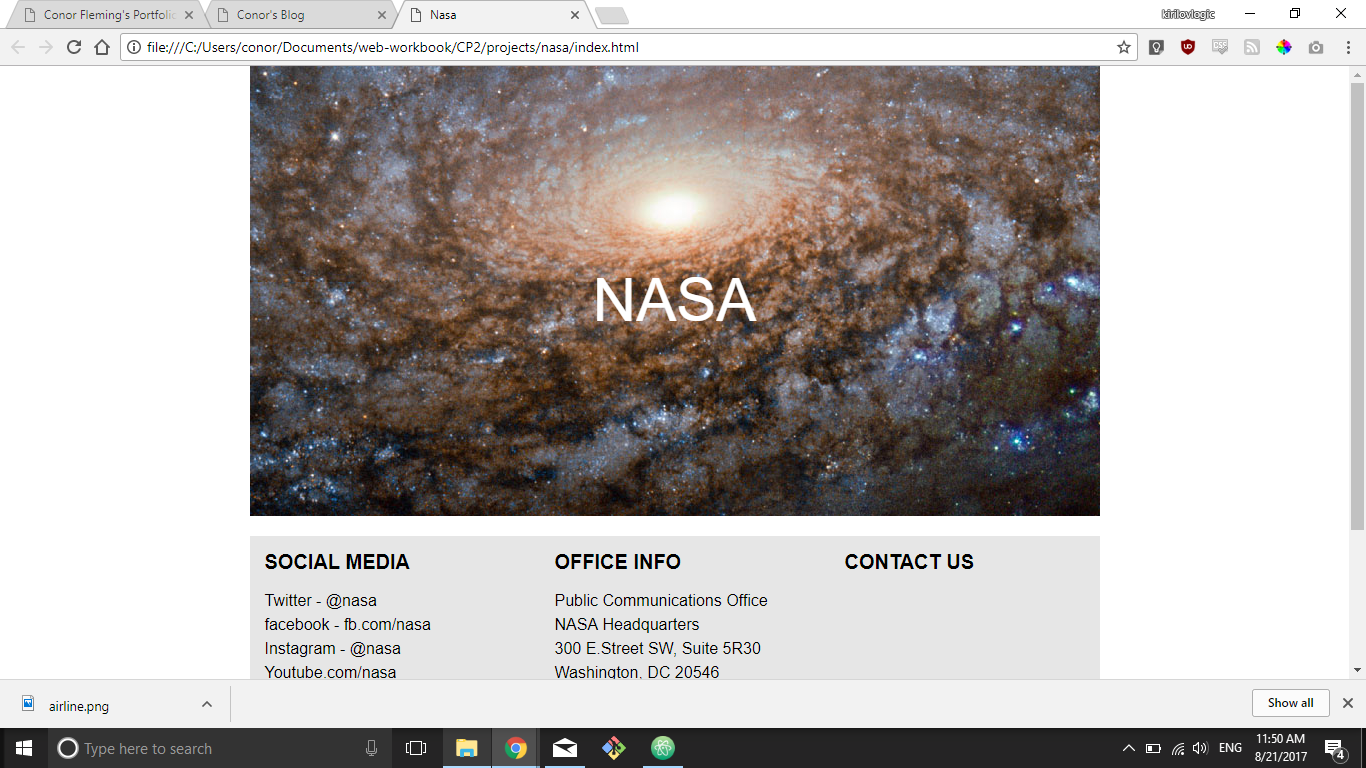 Conor Fleming's Portfolio
Conor's Blog
Nasa
kirilovlogic
file:///C:/Users/conor/Documents/web-workbook/CP2/projects/nasa/index.html
UD
CSS
NASA
SOCIAL MEDIA
Twitter - @nasa
facebook - fb.com/nasa
Instagram - @nasa
Youtube.com/nasa
OFFICE INFO
Public Communications Office
NASA Headquarters
300 E.Street SW, Suite 5R30
Washington, DC 20546
CONTACT US
airline.png
Show all
Type here to search
ENG
11:50 AM
8/21/2017
4